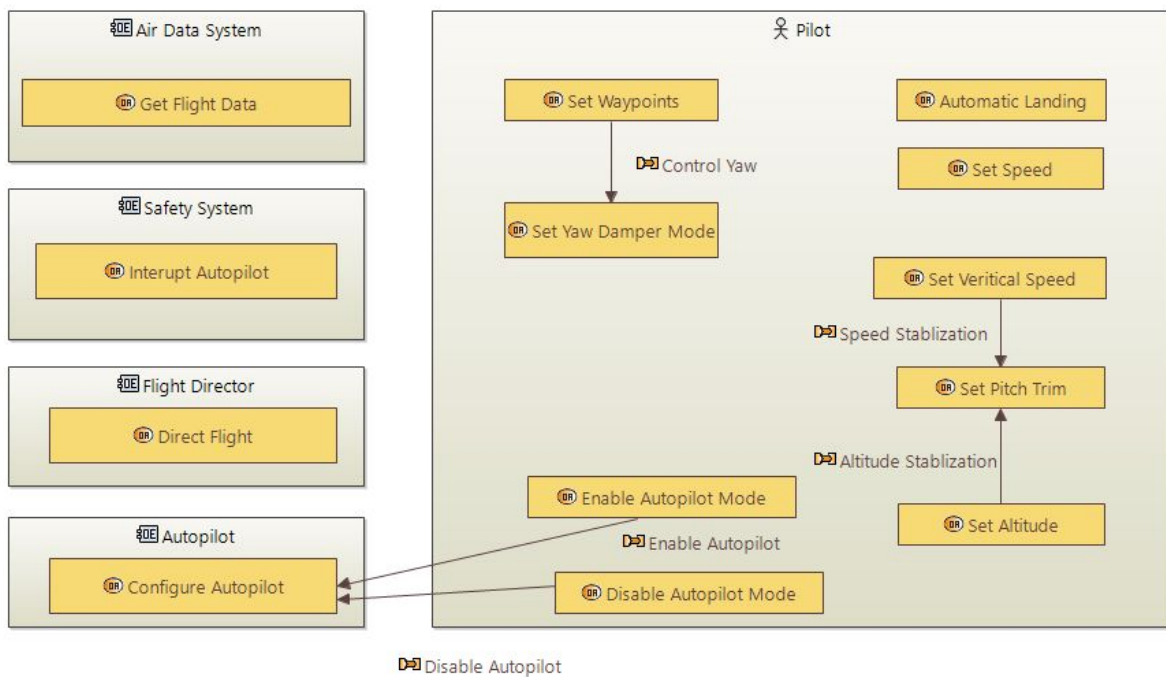 Air Data System
Get Flight Data
Safety System
Interupt Autopilot
Flight Director
Direct Flight
Autopilot
Configure Autopilot
Pilot
Set Waypoints
Automatic Landing
Control Yaw
Set Speed
Set Yaw Damper Mode
Set Veritical Speed
Speed Stablization
Set Pitch Trim
Altitude Stablization
Enable Autopilot Mode
Set Altitude
Enable Autopilot
Disable Autopilot Mode
Disable Autopilot